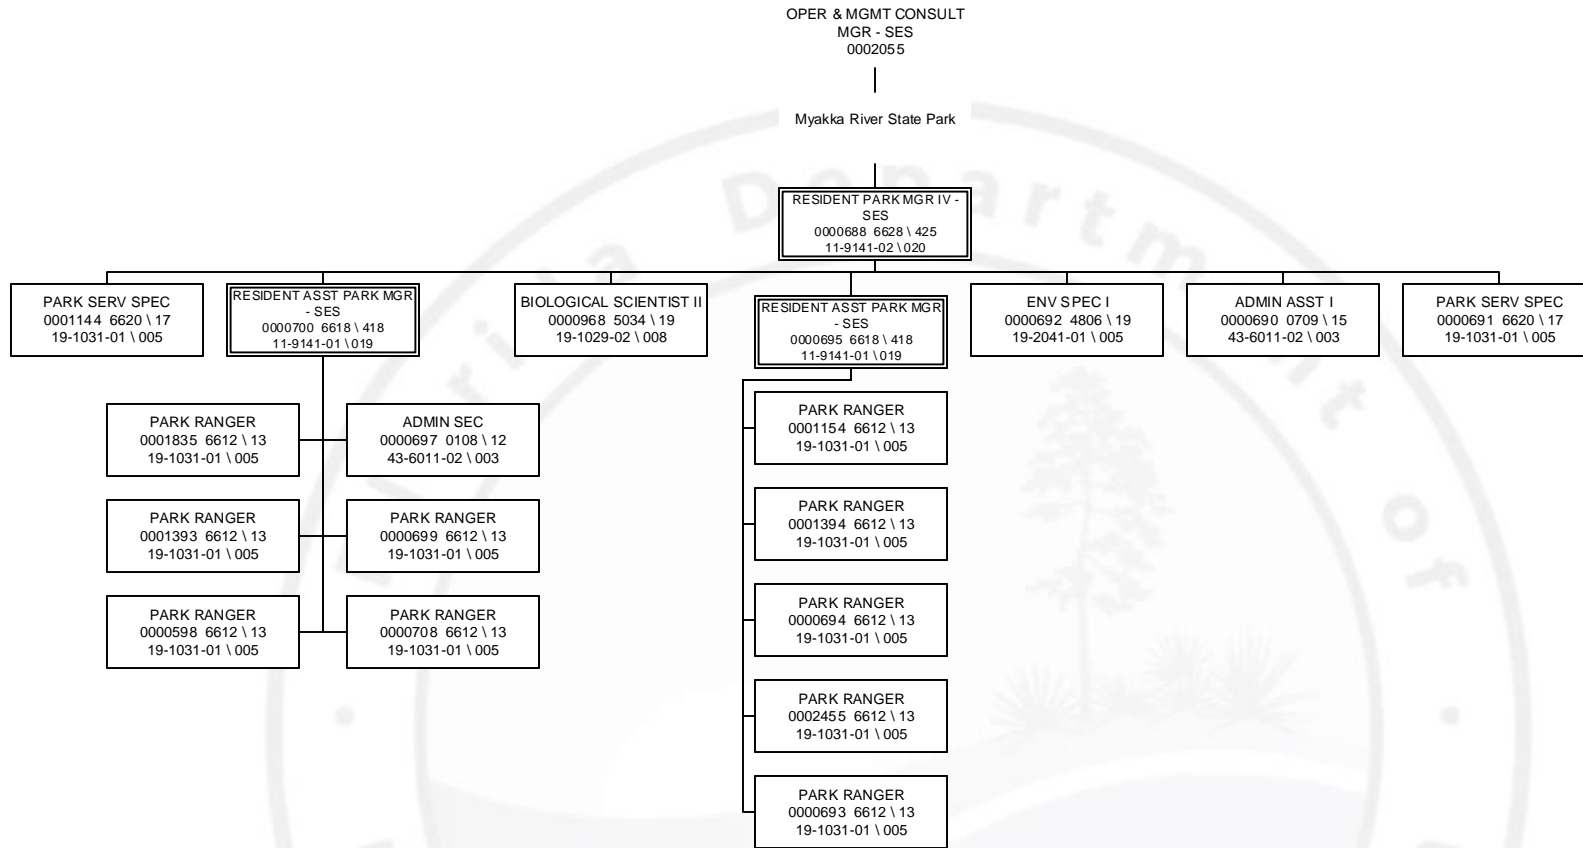 OPER & MGMT CONSULT
MGR - SES
0002055
Myakka River State Park
RESIDENT PARK MGR IV -
SES
0000688 6628 \ 425
11-9141-02 \ 020
PARK SERV SPEC
0001144 6620 \ 17
19-1031-01 \ 005
RESIDENT ASST PARK MGR
- SES
0000700 6618 \ 418
11-9141-01 \ 019
BIOLOGICAL SCIENTIST II
0000968 5034 \ 19
19-1029-02 \ 008
RESIDENT ASST PARK MGR
- SES
0000695 6618 \ 418
11-9141-01 \ 019
ENV SPEC I
0000692 4806 \ 19
19-2041-01 \ 005
ADMIN ASST I
0000690 0709 \ 15
43-6011-02 \ 003
PARK SERV SPEC
0000691 6620 \ 17
19-1031-01 \ 005
PARK RANGER
0001835 6612 \ 13
19-1031-01 \ 005
ADMIN SEC
0000697 0108 \ 12
43-6011-02 \ 003
PARK RANGER
0001393 6612 \ 13
19-1031-01 \ 005
PARK RANGER
0000699 6612 \ 13
19-1031-01 \ 005
PARK RANGER
0000598 6612 \ 13
19-1031-01 \ 005
PARK RANGER
0000708 6612 \ 13
19-1031-01 \ 005
PARK RANGER
0001154 6612 \ 13
19-1031-01 \ 005
PARK RANGER
0001394 6612 \ 13
19-1031-01 \ 005
PARK RANGER
0000694 6612 \ 13
19-1031-01 \ 005
PARK RANGER
0002455 6612 \ 13
19-1031-01 \ 005
PARK RANGER
0000693 6612 \ 13
19-1031-01 \ 005
Department of